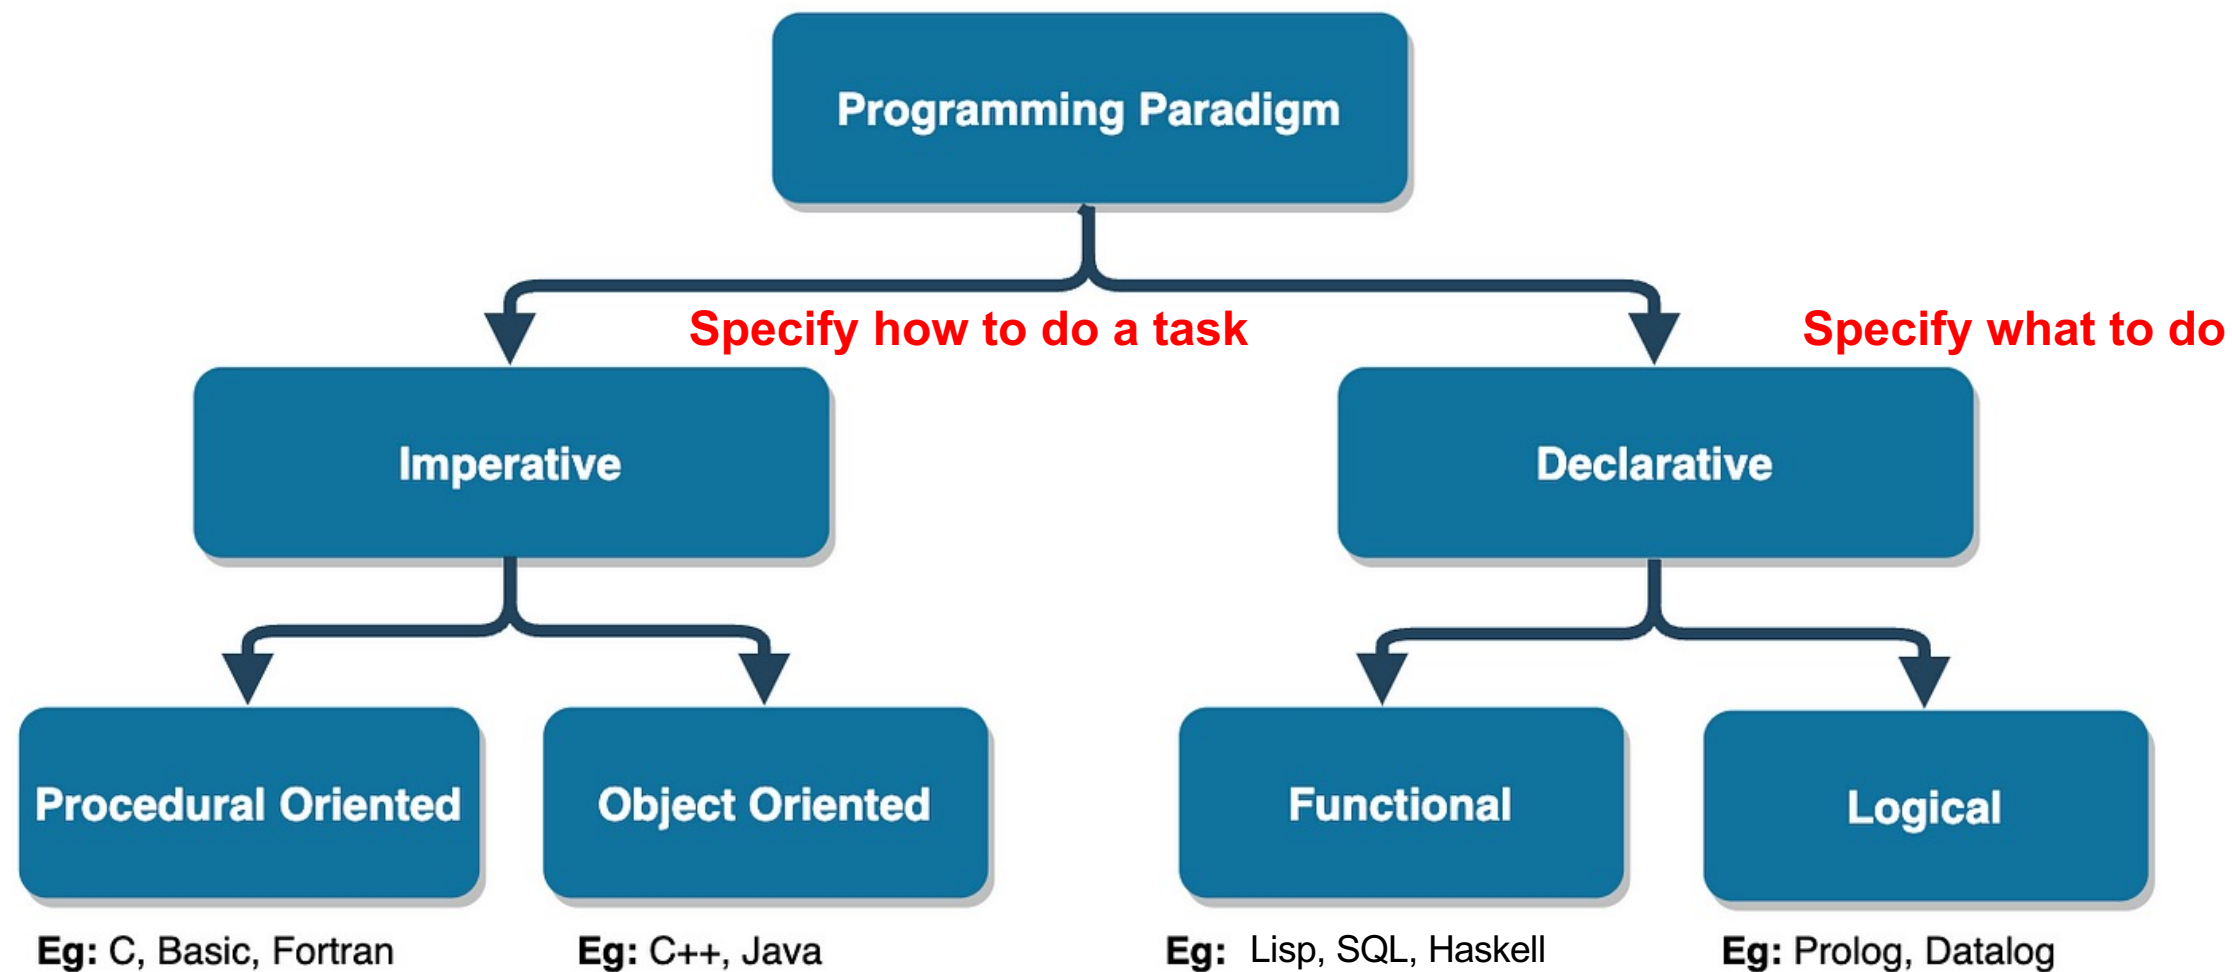 Programming Paradigm
Specify how to do a task
Specify what to do
Imperative
Declarative
Procedural Oriented
Object Oriented
Functional
Logical
Eg: C, Basic, Fortran
Eg: C++, Java
Eg: Lisp, SQL, Haskell
Eg: Prolog, Datalog